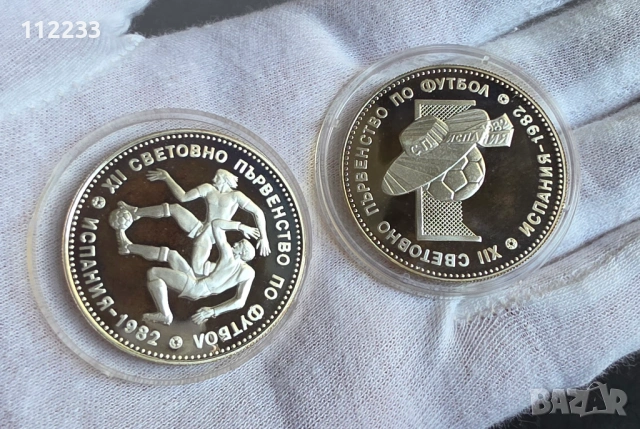 112233
XII СВЕТОВНО ПЪРВЕНСТВО ПО ФУТБОЛ
ИСПАНИЯ-1982
XII СВЕТОВНО ПЪРВЕНСТВО ПО ФУТБОЛ
ИСПАНИЯ-1982
BAZAR